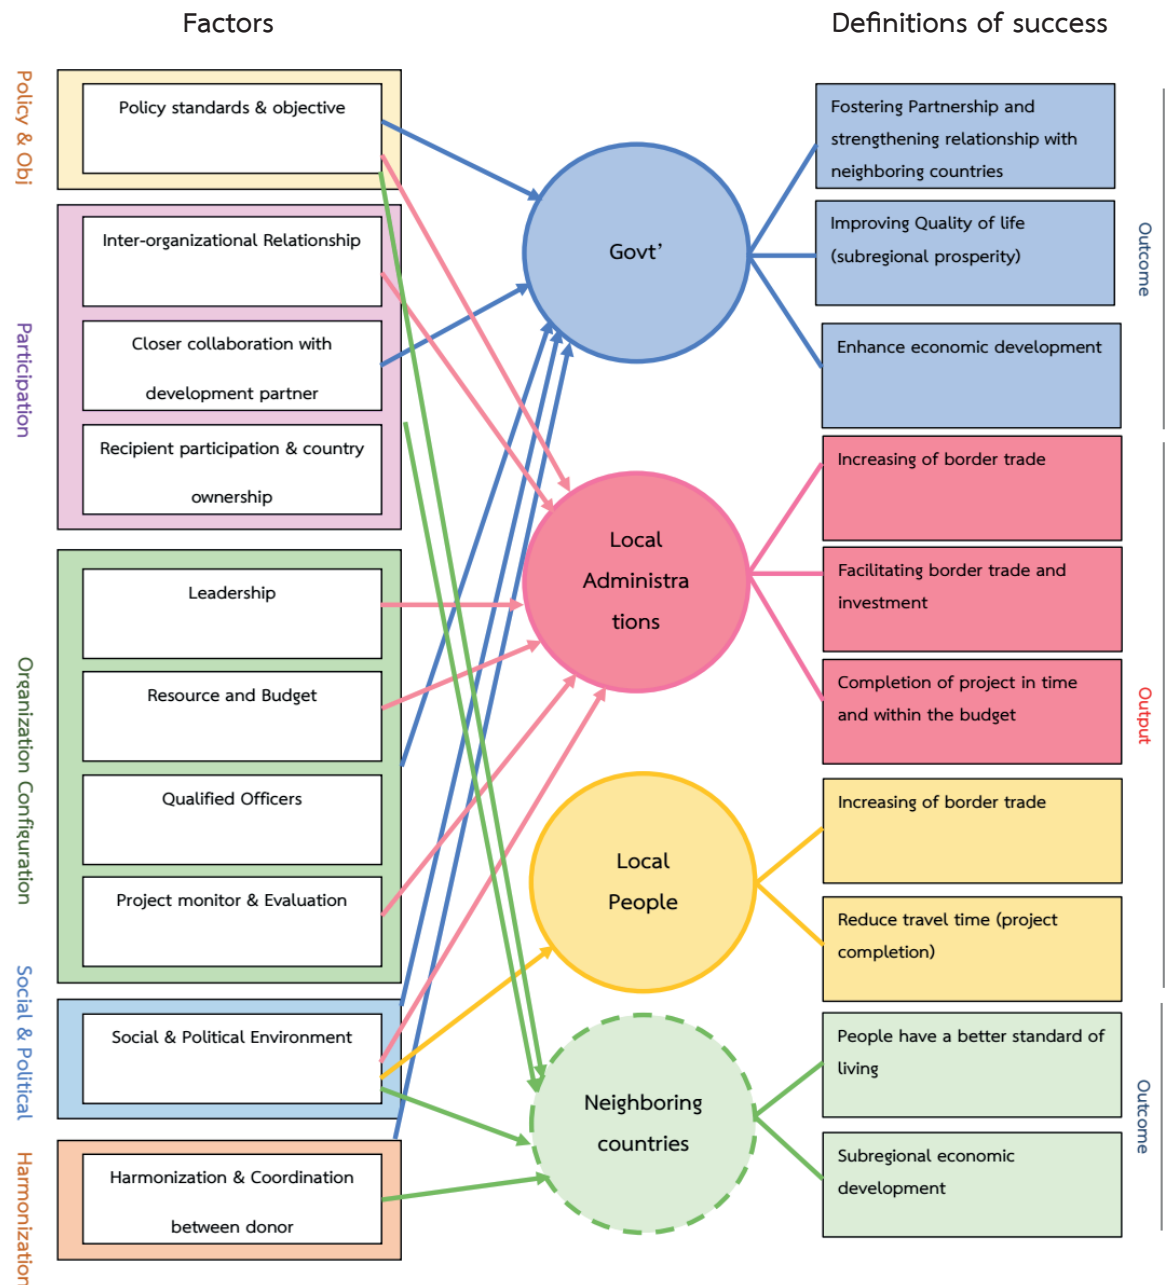 Factors
Definitions of success
Policy & Obj
Policy standards & objective
Participation
Inter-organizational Relationship
Closer collaboration with
development partner
Recipient participation & country
ownership
Organization Configuration
Leadership
Resource and Budget
Qualified Officers
Project monitor & Evaluation
Social & Political
Social & Political Environment
Harmonization
Harmonization & Coordination
between donor
Govt'
Local
Administra
tions
Local
People
Neighboring
countries
Fostering Partnership and
strengthening relationship with
neighboring countries
Improving Quality of life
(subregional prosperity)
Enhance economic development
Outcome
Increasing of border trade
Facilitating border trade and
investment
Completion of project in time
and within the budget
Increasing of border trade
Reduce travel time (project
completion)
Output
People have a better standard of
living
Subregional economic
development
Outcome